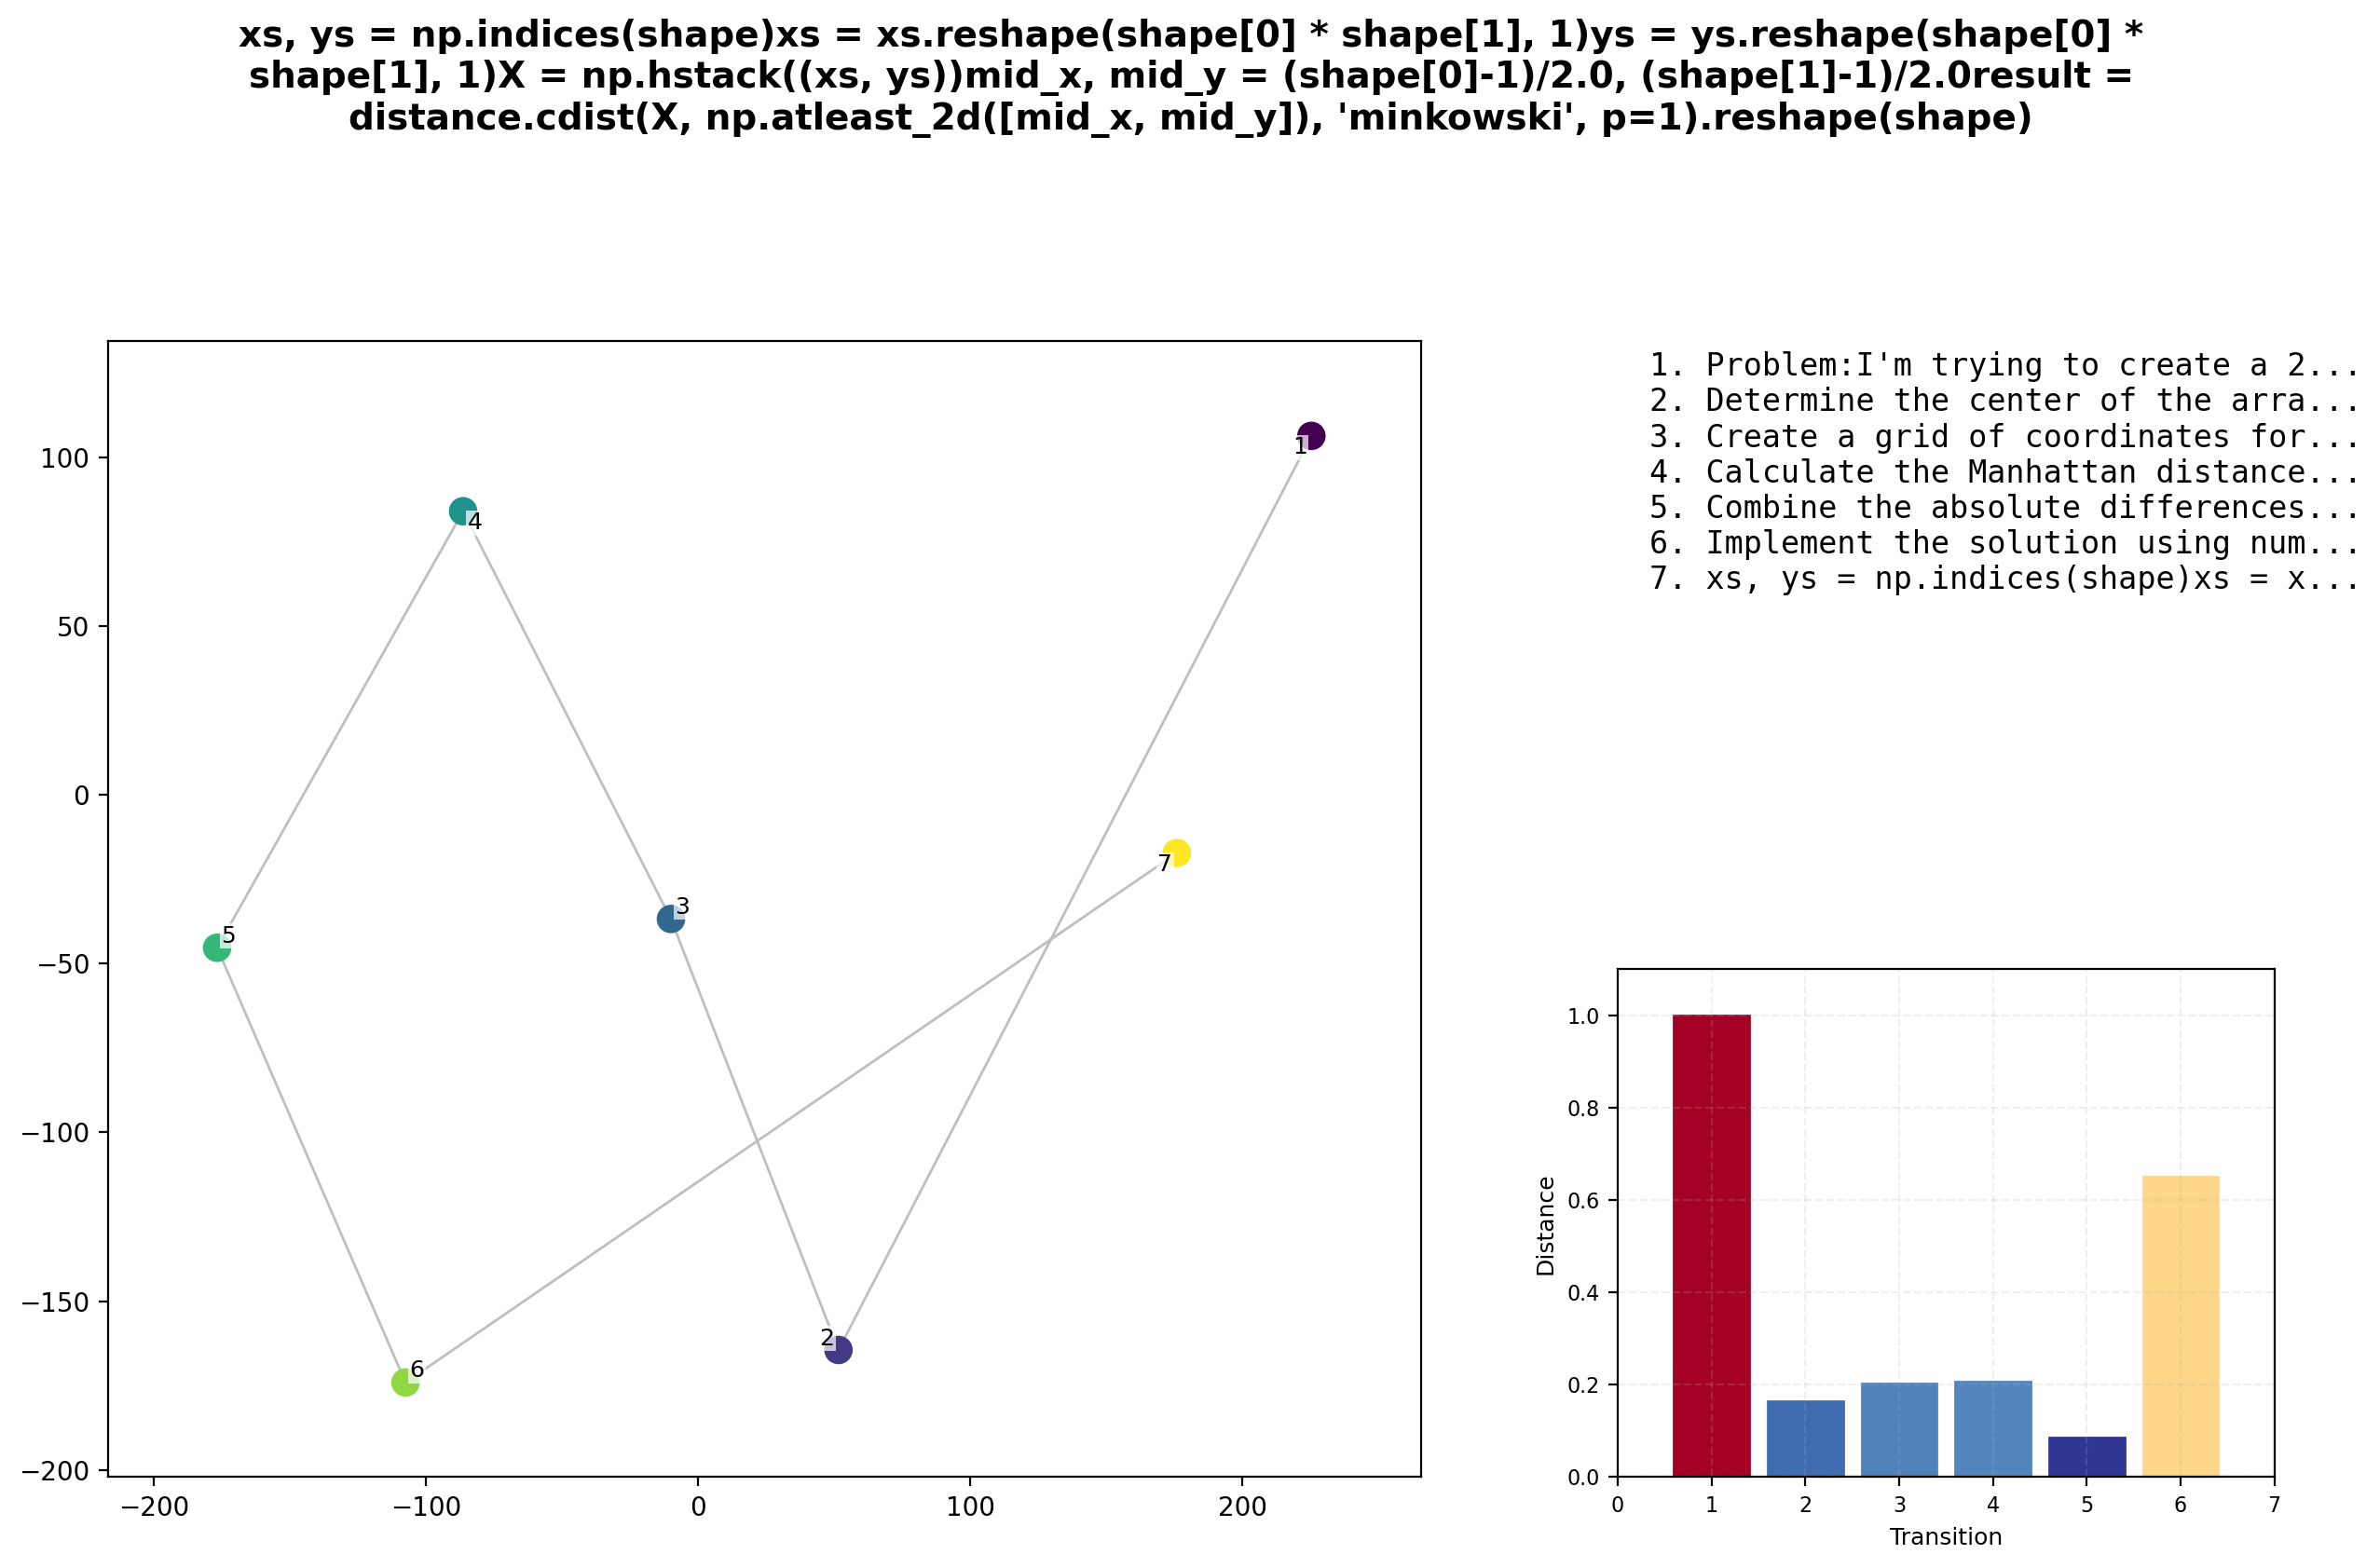 xs, ys = np.indices(shape)xs = xs.reshape(shape[0] * shape[1], 1)ys = ys.reshape(shape[0] *
shape[1], 1)X = np.hstack((xs, ys))mid_x, mid_y = (shape[0]-1)/2.0, (shape[1]-1)/2.0result =
distance.cdist(X, np.atleast_2d([mid_x, mid_y]), 'minkowski', p=1).reshape(shape)
100
50
0
−50
−100
−150
−200
−200
−100
0
100
200
1
4
3
5
7
2
6
1. Problem:I'm trying to create a 2...
2. Determine the center of the arra...
3. Create a grid of coordinates for...
4. Calculate the Manhattan distance...
5. Combine the absolute differences...
6. Implement the solution using num...
7. xs, ys = np.indices(shape)xs = x...
Distance
1.0
0.8
0.6
0.4
0.2
0.0
0
1
2
3
4
5
6
7
Transition